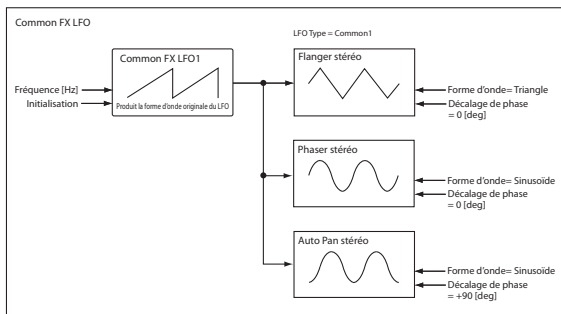 Common FX LFO
LFO Type = Common1
Common FX LFO1
Fréquence [Hz]
Initialisation
Produit la forme d'onde originale du LFO
Flanger stéréo
Forme d'onde= Triangle
Décalage de phase
= 0 [deg]
Phaser stéréo
Forme d'onde= Sinusoïde
Décalage de phase
= 0 [deg]
Auto Pan stéréo
Forme d'onde= Sinusoïde
Décalage de phase
= +90 [deg]